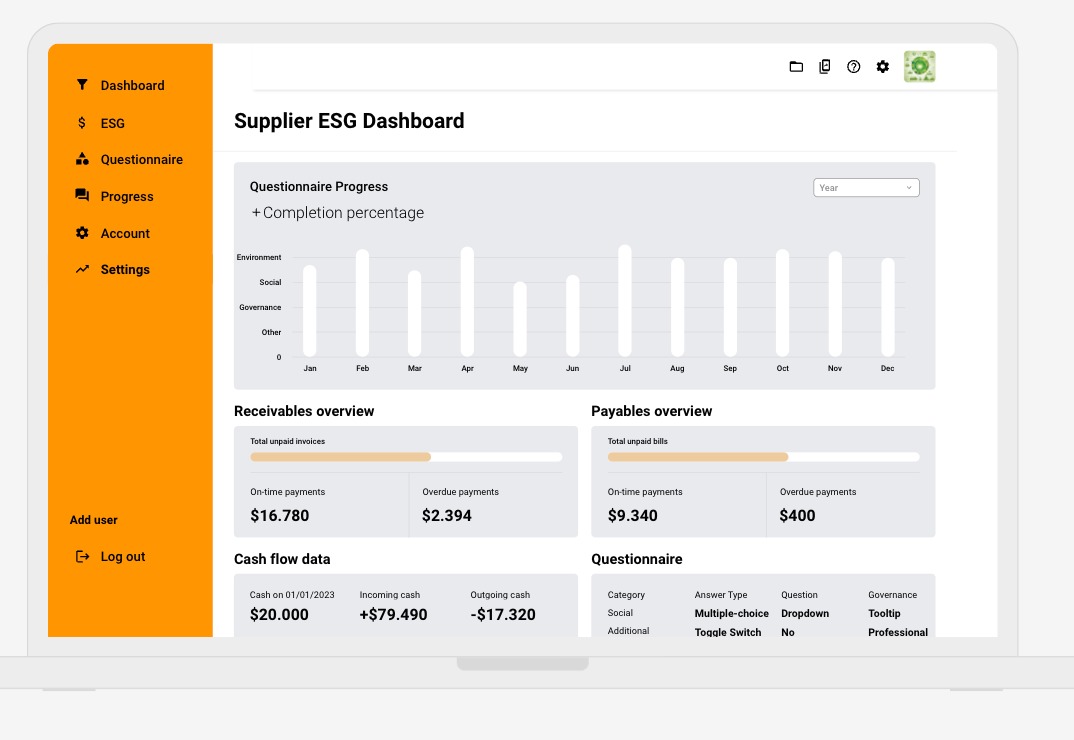 Dashboard
ESG
Questionnaire
Progress
Account
Settings
Add user
Log out
Supplier ESG Dashboard
Questionnaire Progress
Year
+ Completion percentage
Environment
Social
Governance
Other
0
Jan Feb Mar Apr May Jun Jul Aug Sep Oct Nov Dec
Receivables overview
Total unpaid invoices
On-time payments Overdue payments
$16.780 $2.394
Payables overview
Total unpaid bills
On-time payments Overdue payments
$9.340 $400
Cash flow data
Cash on 01/01/2023 Incoming cash Outgoing cash
$20.000 +$79.490 -$17.320
Questionnaire
Category Answer Type Question Governance
Social Multiple-choice Dropdown Tooltip
Additional Toggle Switch No Professional